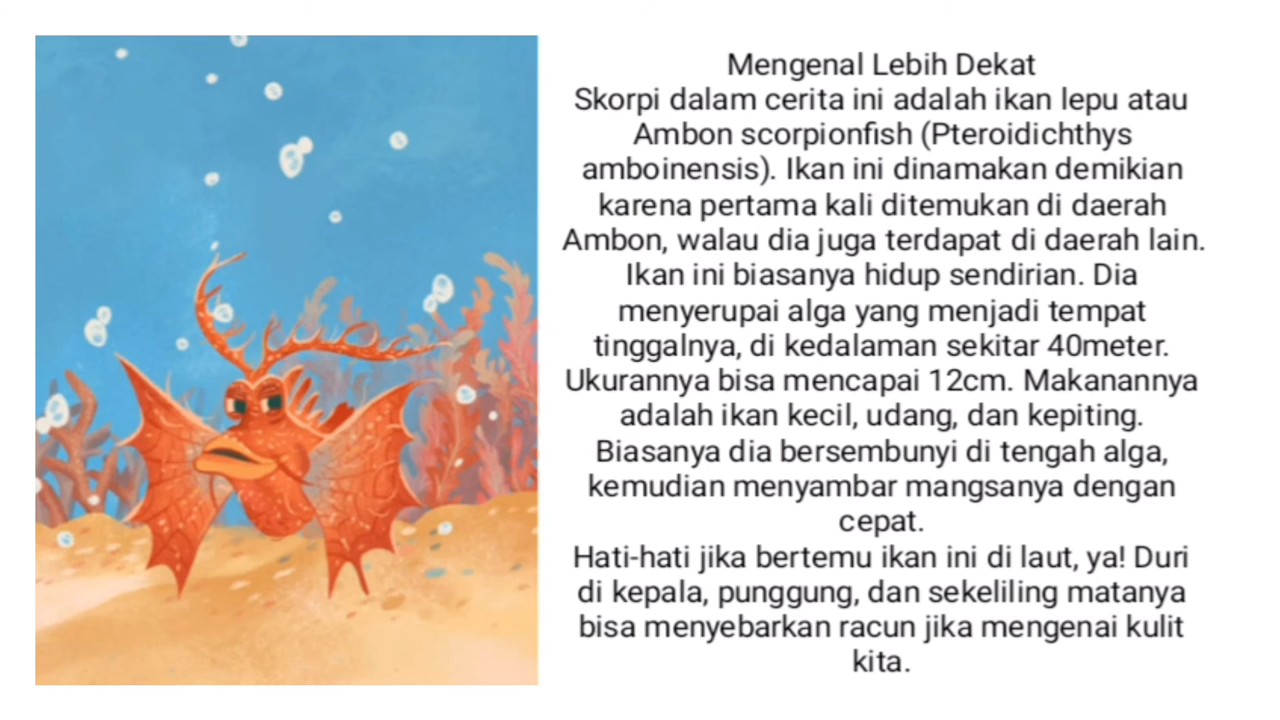 Mengenal Lebih Dekat
Skorpi dalam cerita ini adalah ikan lepu atau
Ambon scorpionfish (Pteroidichthys
amboinensis). Ikan ini dinamakan demikian
karena pertama kali ditemukan di daerah
Ambon, walau dia juga terdapat di daerah lain.
Ikan ini biasanya hidup sendirian. Dia
menyerupai alga yang menjadi tempat
tinggalnya, di kedalaman sekitar 40meter.
Ukurannya bisa mencapai 12cm. Makanannya
adalah ikan kecil, udang, dan kepiting.
Biasanya dia bersembunyi di tengah alga,
kemudian menyambar mangsanya dengan
cepat.
Hati-hati jika bertemu ikan ini di laut, ya! Duri
di kepala, punggung, dan sekeliling matanya
bisa menyebarkan racun jika mengenai kulit
kita.